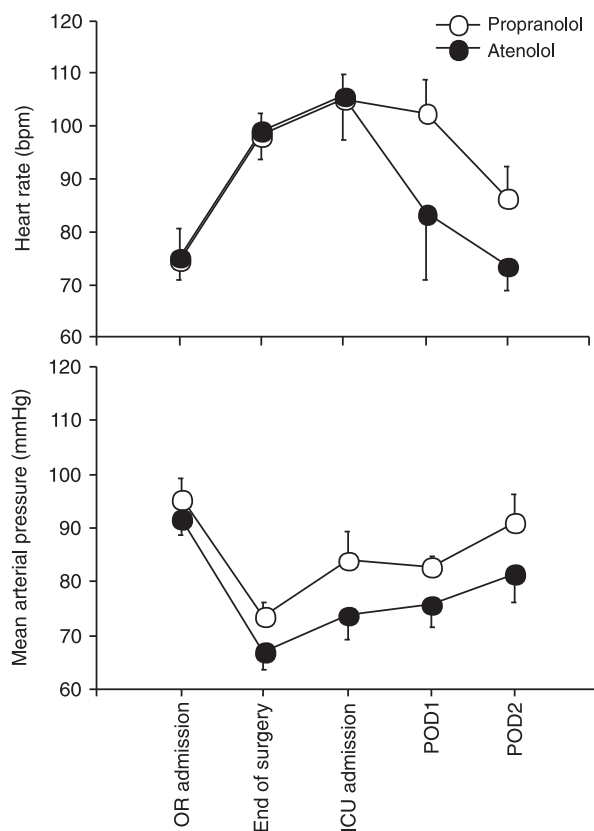 Propranolol
Atenolol
Heart rate (bpm)
120
110
100
90
80
70
60
Mean arterial pressure (mmHg)
120
110
100
90
80
70
60
OR admission
End of surgery
ICU admission
POD1
POD2